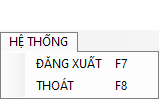 HỆ THỐNG
ĐĂNG XUẤT F7
THOÁT F8